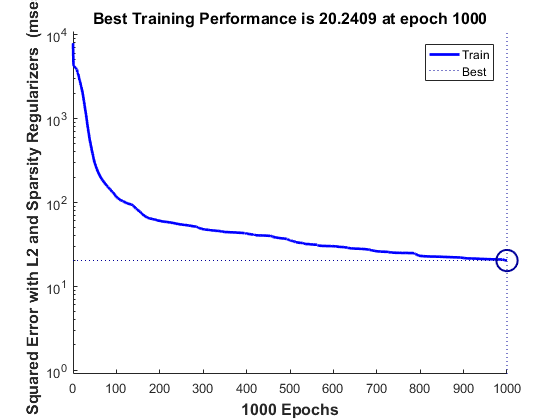 Best Training Performance is 20.2409 at epoch 1000
Squared Error with L2 and Sparsity Regularizers (mse
10^4
10^3
10^2
10^1
10^0
Train
Best
0 100 200 300 400 500 600 700 800 900 1000
1000 Epochs